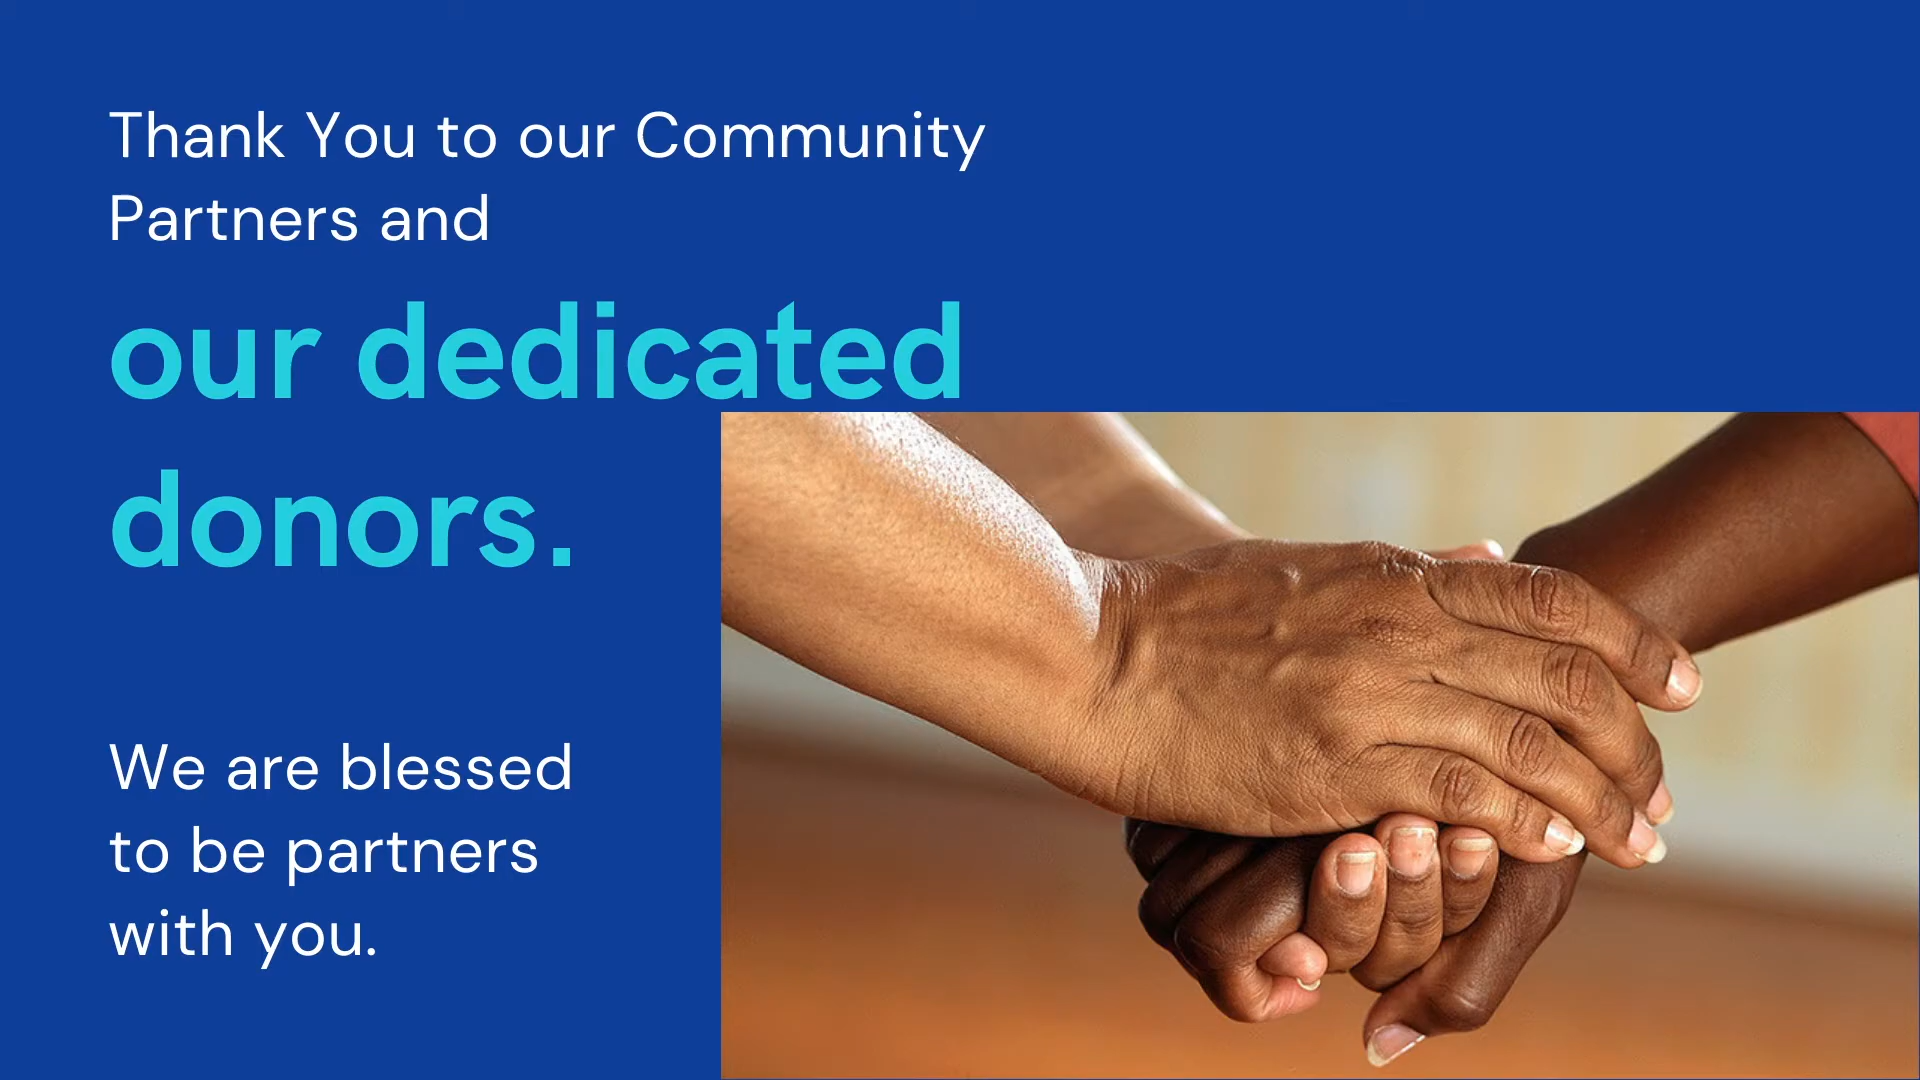 Thank You to our Community
Partners and
our dedicated
donors.
We are blessed
to be partners
with you.